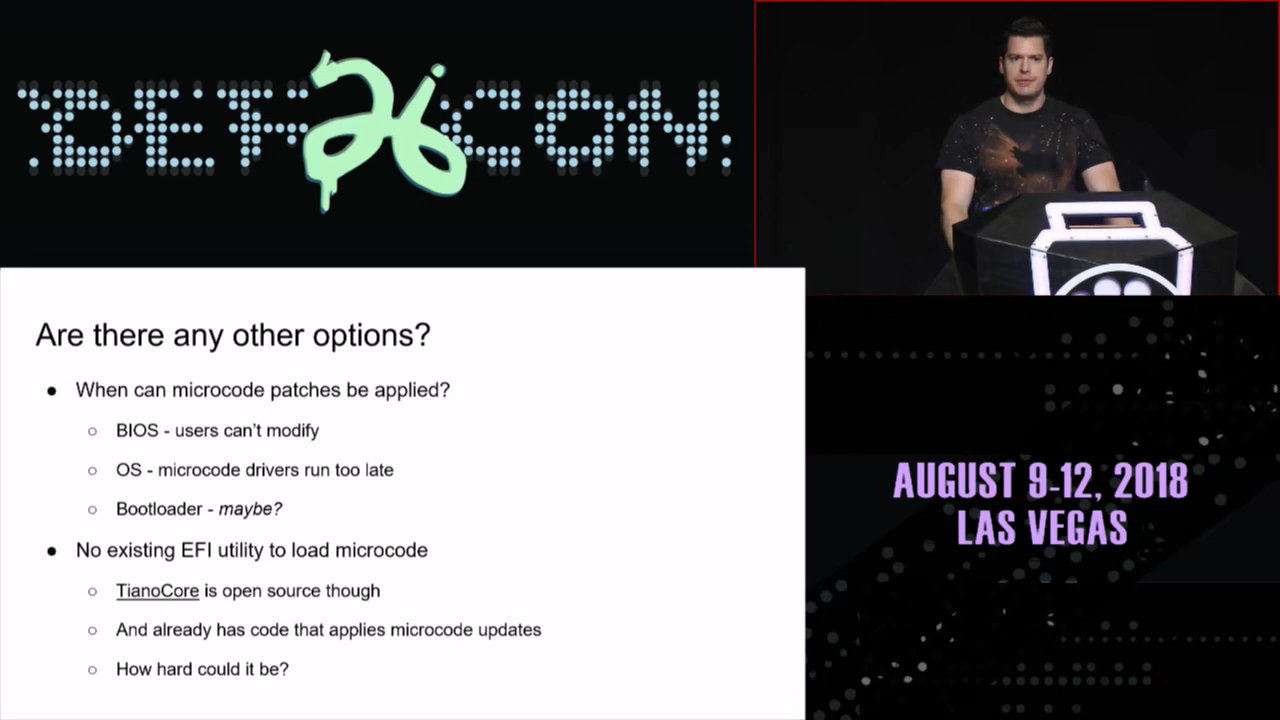 DEF CON
26
Are there any other options?
● When can microcode patches be applied?
○ BIOS - users can’t modify
○ OS - microcode drivers run too late
○ Bootloader - maybe?
● No existing EFI utility to load microcode
○ TianoCore is open source though
○ And already has code that applies microcode updates
○ How hard could it be?
AUGUST 9-12, 2018
LAS VEGAS